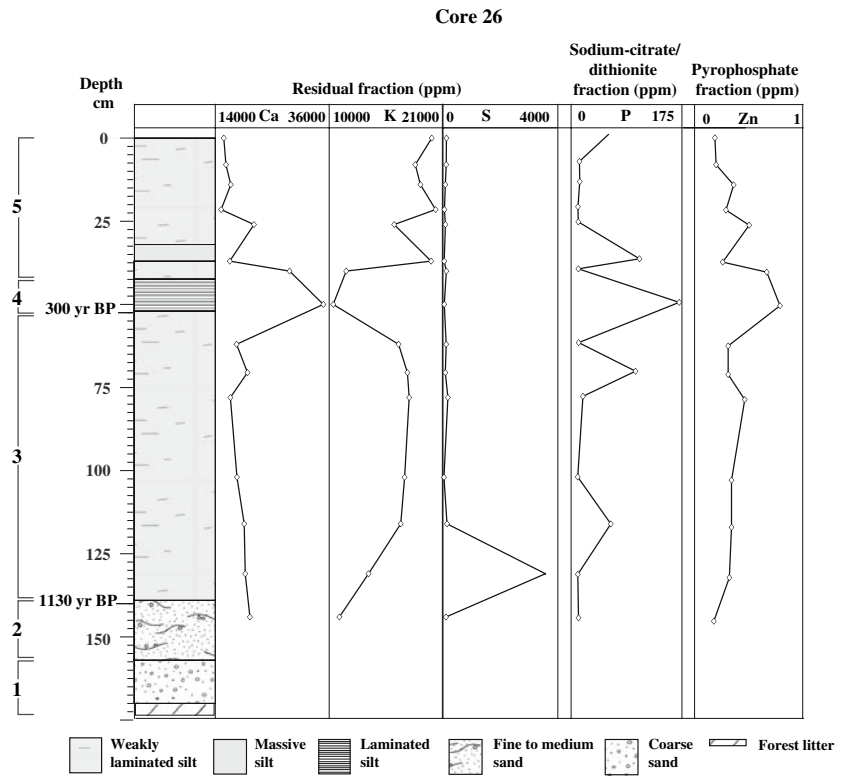 Core 26
Sodium-citrate/
dithionite
fraction (ppm)
Pyrophosphate
fraction (ppm)
Depth
cm
Residual fraction (ppm)
14000 Ca 36000
10000 K 21000
0 S 4000
0 P 175
0 Zn 1
0
5
25
4
300 yr BP
75
3
100
125
1130 yr BP
2
150
1
Weakly
laminated silt
Massive
silt
Laminated
silt
Fine to medium
sand
Coarse
sand
Forest litter